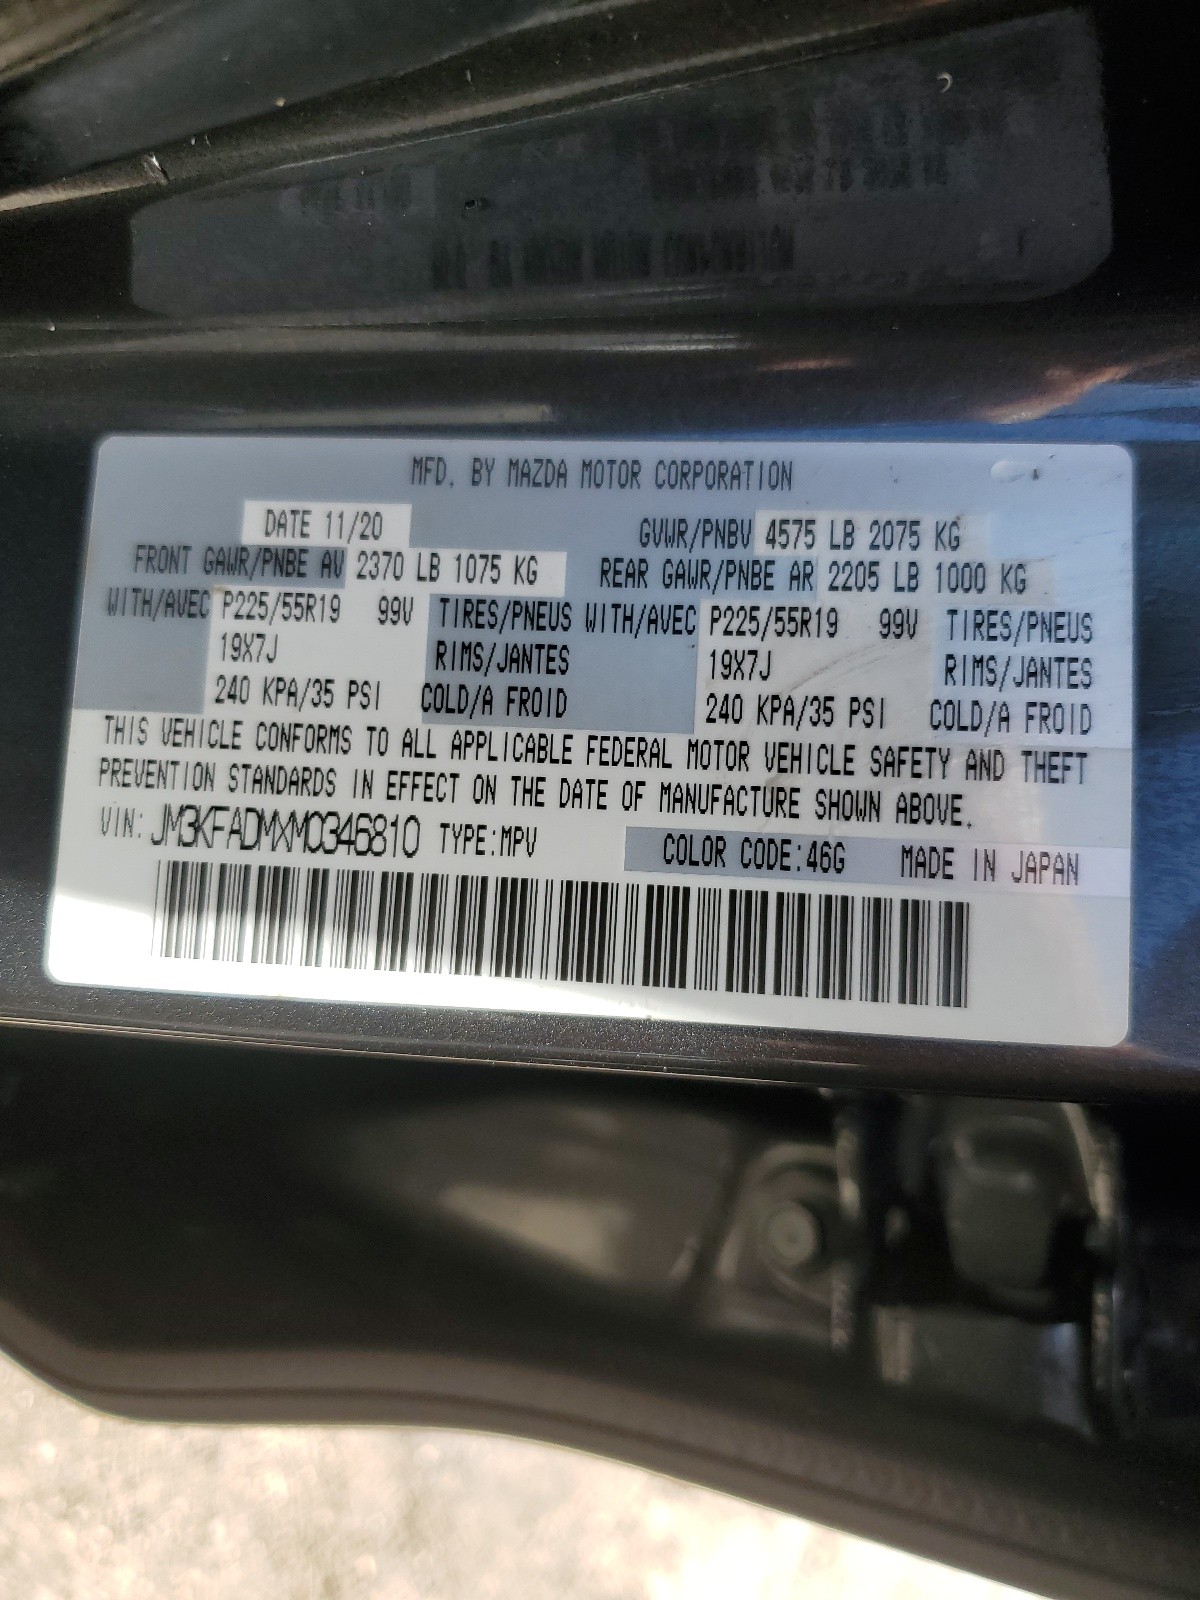 MFD. BY MAZDA MOTOR CORPORATION
DATE 11/20 GVWR/PNBV 4575 LB 2075 KG
FRONT GAWR/PNBE AV 2370 LB 1075 KG REAR GAWR/PNBE AR 2205 LB 1000 KG
WITH/AVEC P225/55R19 99V TIRES/PNEUS WITH/AVEC P225/55R19 99V TIRES/PNEUS
19X7J RIMS/JANTES 19X7J RIMS/JANTES
240 KPA/35 PSI COLD/A FROID 240 KPA/35 PSI COLD/A FROID
THIS VEHICLE CONFORMS TO ALL APPLICABLE FEDERAL MOTOR VEHICLE SAFETY AND THEFT
PREVENTION STANDARDS IN EFFECT ON THE DATE OF MANUFACTURE SHOWN ABOVE.
VIN: JM3KFADMXM0346810 TYPE:MPV COLOR CODE:46G MADE IN JAPAN